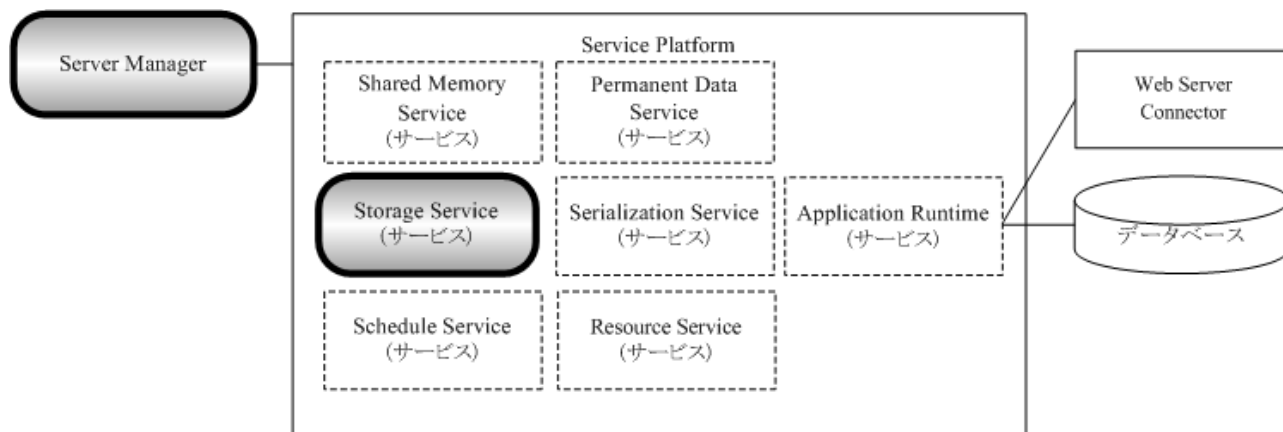 Server Manager
Service Platform
Shared Memory
Service
(サービス)
Permanent Data
Service
(サービス)
Web Server
Connector
Storage Service
(サービス)
Serialization Service
(サービス)
Application Runtime
(サービス)
データベース
Schedule Service
(サービス)
Resource Service
(サービス)